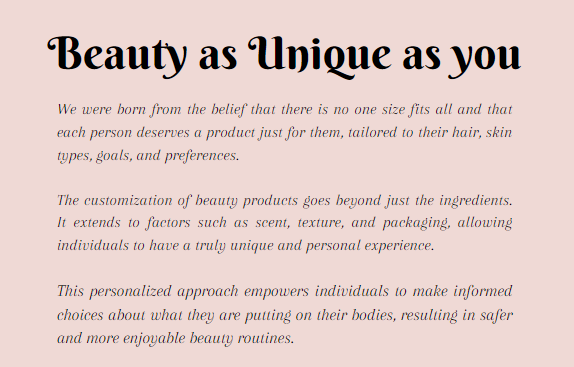 Beauty as Unique as you
We were born from the belief that there is no one size fits all and that
each person deserves a product just for them, tailored to their hair, skin
types, goals, and preferences.
The customization of beauty products goes beyond just the ingredients.
It extends to factors such as scent, texture, and packaging, allowing
individuals to have a truly unique and personal experience.
This personalized approach empowers individuals to make informed
choices about what they are putting on their bodies, resulting in safer
and more enjoyable beauty routines.